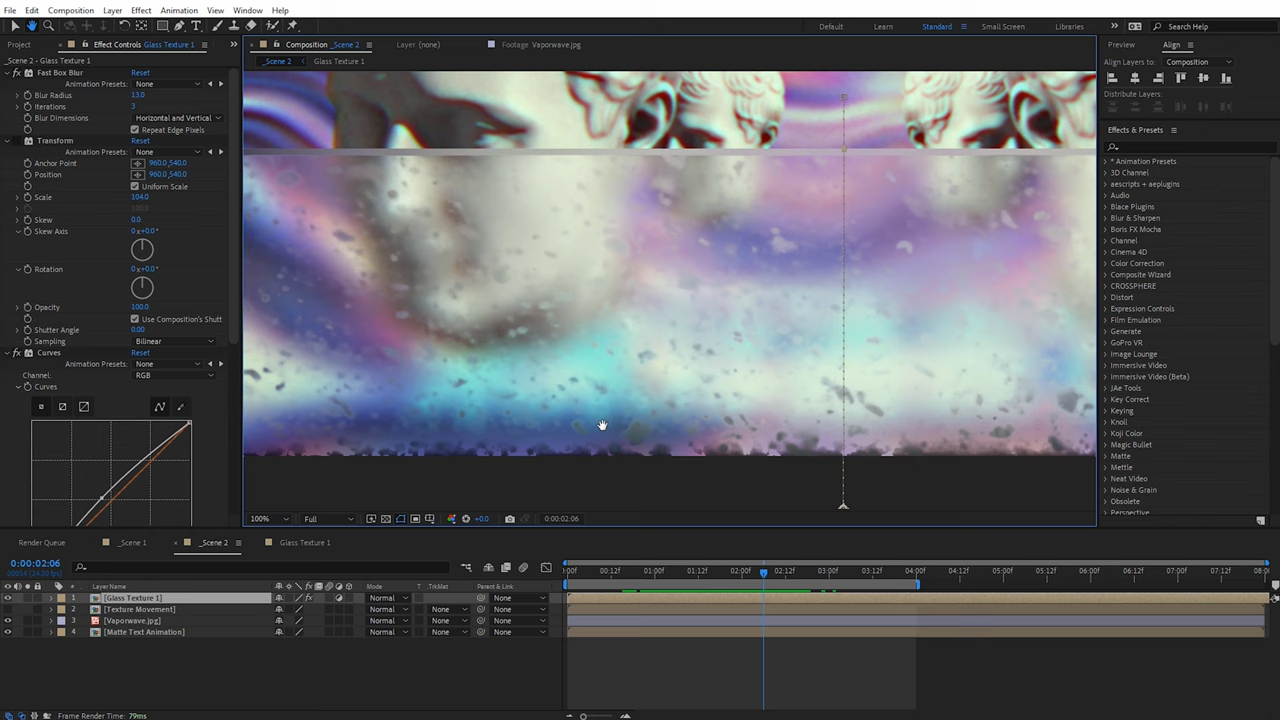 File Edit Composition Layer Effect Animation View Window Help
Default Learn Standard Small Screen Libraries Search Help
Project Effect Controls Glass Texture 1
Composition _Scene 2
Layer (none)
Footage Vaporwave.jpg
_Scene 2 Glass Texture 1
_Scene 2 • Glass Texture 1
Fast Box Blur Reset
Animation Presets: None
Blur Radius 13.0
Iterations 3
Blur Dimensions Horizontal and Vertical
Repeat Edge Pixels
Transform Reset
Animation Presets: None
Anchor Point 960.0,540.0
Position 960.0,540.0
Uniform Scale
Scale 104.0
100.0
Skew 0.0
Skew Axis 0x+0.0°
Rotation 0x+0.0°
Opacity 100.0
Use Composition's Shutt
Shutter Angle 0.00
Sampling Bilinear
Curves Reset
Animation Presets: None
Channel: RGB
Curves
100% Full +0.0 0:00:02:06
Preview Align
Align Layers to: Composition
Distribute Layers:
Effects & Presets
* Animation Presets
3D Channel
aescripts + aeplugins
Audio
Blace Plugins
Blur & Sharpen
Boris FX Mocha
Channel
Cinema 4D
Color Correction
Composite Wizard
CROSSPHERE
Distort
Expression Controls
Film Emulation
Generate
GoPro VR
Image Lounge
Immersive Video
Immersive Video (Beta)
JAe Tools
Key Correct
Keying
Knoll
Koji Color
Magic Bullet
Matte
Mettle
Neat Video
Noise & Grain
Obsolete
Perspective
Render Queue _Scene 1 _Scene 2 Glass Texture 1
0:00:02:06
00054 (24.00 fps)
# Layer Name Mode T .TrkMat Parent & Link
1 [Glass Texture 1] Normal None
2 [Texture Movement] Normal None None
3 [Vaporwave.jpg] Normal None None
4 [Matte Text Animation] Normal None None
:00f 00:12f 01:00f 01:12f 02:00f 02:12f 03:00f 03:12f 04:00f 04:12f 05:00f 05:12f 06:00f 06:12f 07:00f 07:12f 08:0
Frame Render Time: 79ms